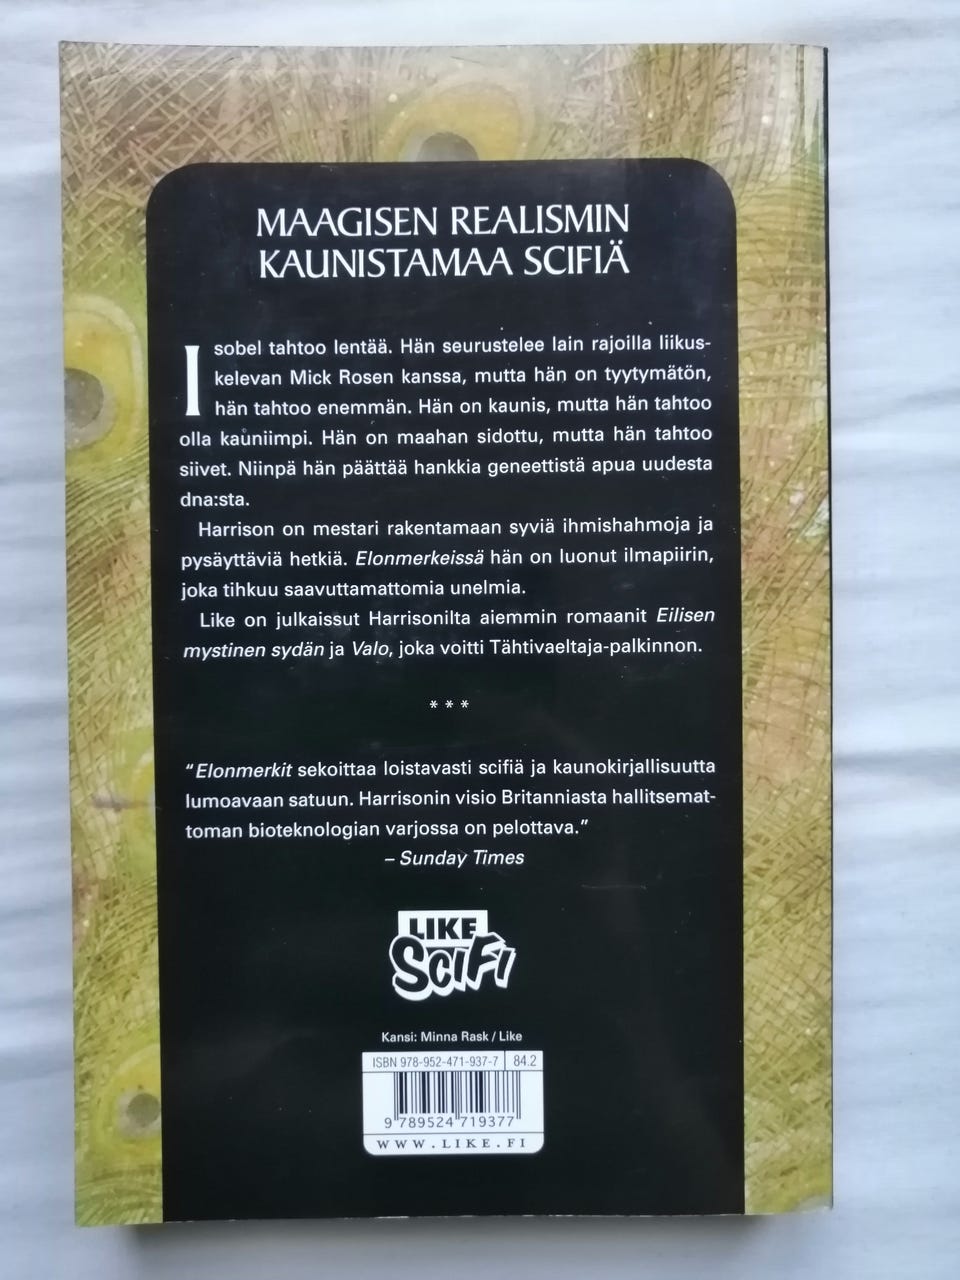 MAAGISEN REALISMIN
KAUNISTAMAA SCIFIÄ
Isobel tahtoo lentää. Hän seurustelee lain rajoilla liikus-
kelevan Mick Rosen kanssa, mutta hän on tyytymätön,
hän tahtoo enemmän. Hän on kaunis, mutta hän tahtoo
olla kauniimpi. Hän on maahan sidottu, mutta hän tahtoo
siivet. Niinpä hän päättää hankkia geneettistä apua uudesta
dna:sta.
Harrison on mestari rakentamaan syviä ihmishahmoja ja
pysäyttäviä hetkiä. Elonmerkeissä hän on luonut ilmapiirin,
joka tihkuu saavuttamattomia unelmia.
Like on julkaissut Harrisonilta aiemmin romaanit Eilisen
mystinen sydän ja Valo, joka voitti Tähtivaeltaja-palkinnon.
* * *
"Elonmerkit sekoittaa loistavasti scifiä ja kaunokirjallisuutta
lumoavaan satuun. Harrisonin visio Britanniasta hallitsemat-
toman bioteknologian varjossa on pelottava."
– Sunday Times
LIKE
SCIFI
Kansi: Minna Rask / Like
ISBN 978-952-471-937-7 84.2
9 789524 719377
WWW.LIKE.FI